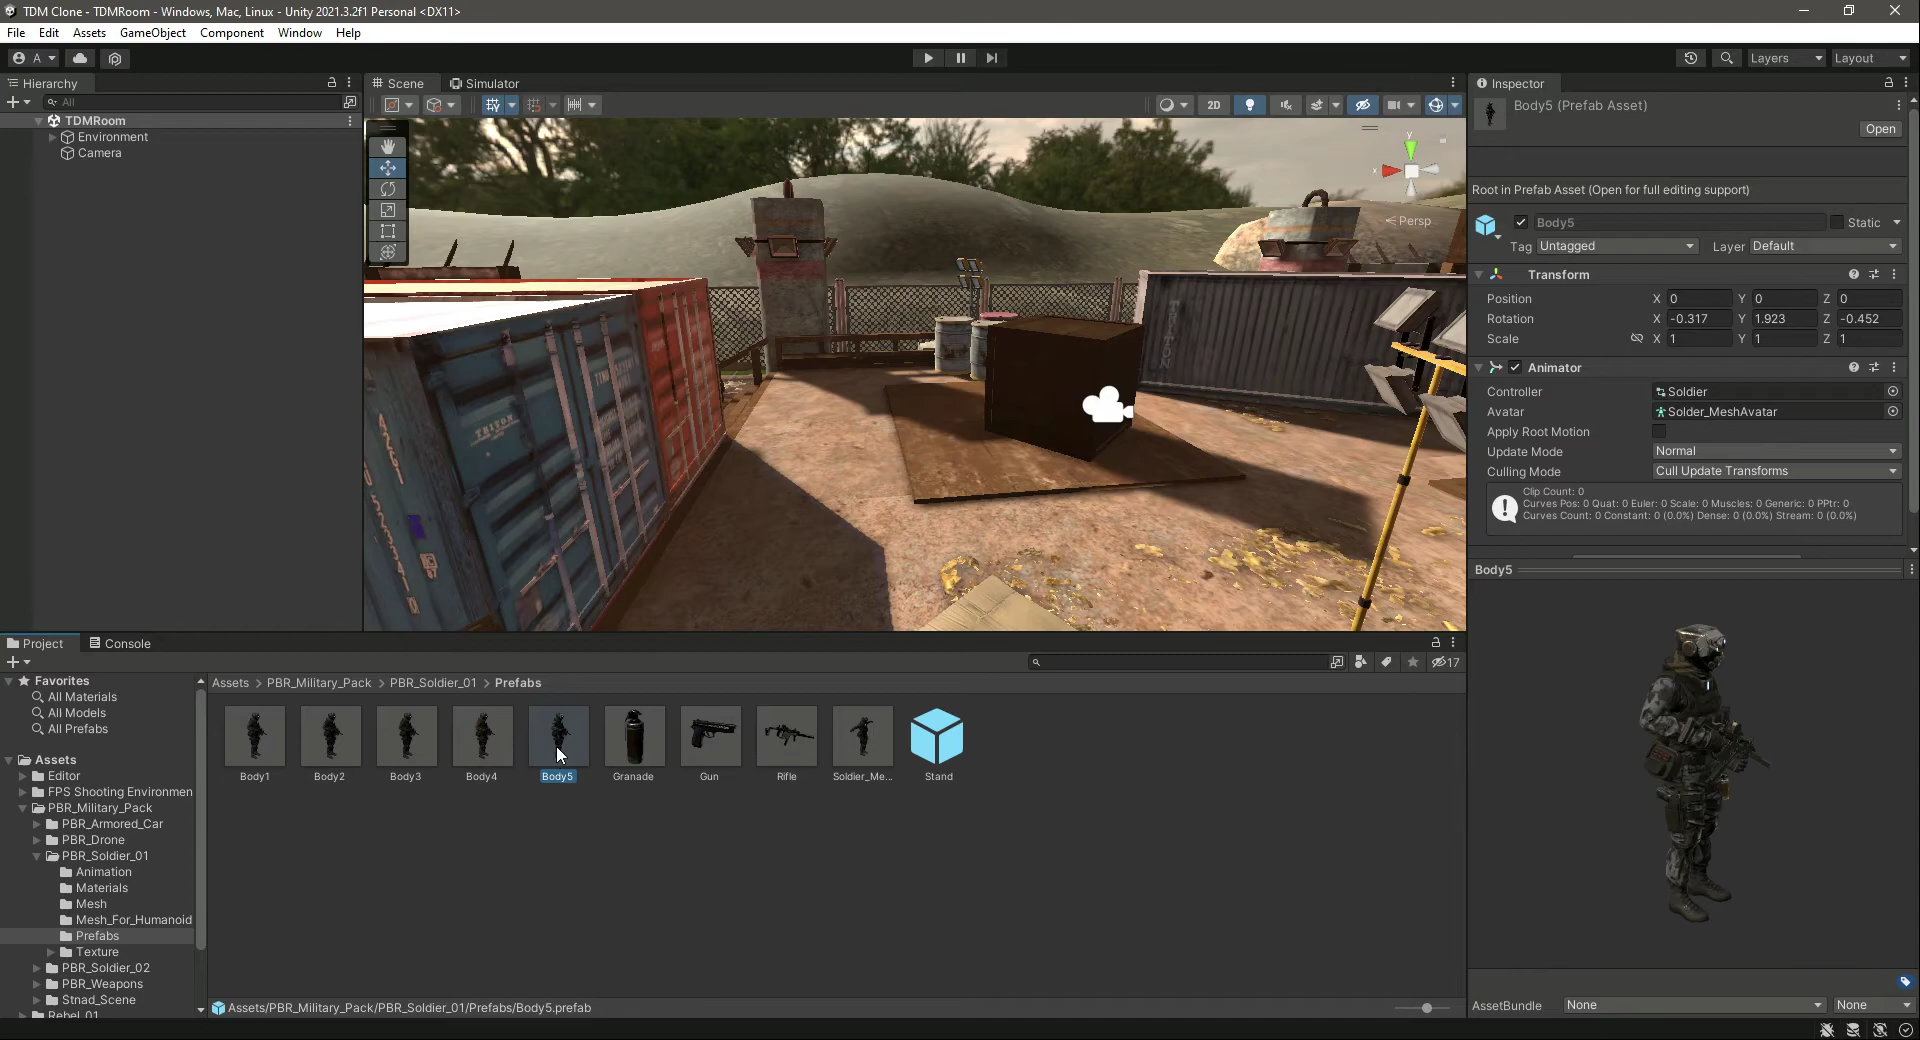 TDM Clone - TDMRoom - Windows, Mac, Linux - Unity 2021.3.2f1 Personal <DX11>
File Edit Assets GameObject Component Window Help
A Layers Layout
Hierarchy
All
TDMRoom
Environment
Camera
Scene Simulator
2D
y
x
Persp
TRITON
TRITON
Inspector
Body5 (Prefab Asset)
Open
Root in Prefab Asset (Open for full editing support)
Body5 Static
Tag Untagged Layer Default
Transform
Position X 0 Y 0 Z 0
Rotation X -0.317 Y 1.923 Z -0.452
Scale X 1 Y 1 Z 1
Animator
Controller Soldier
Avatar Solder_MeshAvatar
Apply Root Motion
Update Mode Normal
Culling Mode Cull Update Transforms
Clip Count: 0
Curves Pos: 0 Quat: 0 Euler: 0 Scale: 0 Muscles: 0 Generic: 0 PPtr: 0
Curves Count: 0 Constant: 0 (0.0%) Dense: 0 (0.0%) Stream: 0 (0.0%)
Body5
AssetBundle None None
Project Console
17
Favorites
All Materials
All Models
All Prefabs
Assets
Editor
FPS Shooting Environmen
PBR_Military_Pack
PBR_Armored_Car
PBR_Drone
PBR_Soldier_01
Animation
Materials
Mesh
Mesh_For_Humanoid
Prefabs
Texture
PBR_Soldier_02
PBR_Weapons
Stnad_Scene
Rebel_01
Assets > PBR_Military_Pack > PBR_Soldier_01 > Prefabs
Body1 Body2 Body3 Body4 Body5 Granade Gun Rifle Soldier_Me... Stand
Assets/PBR_Military_Pack/PBR_Soldier_01/Prefabs/Body5.prefab